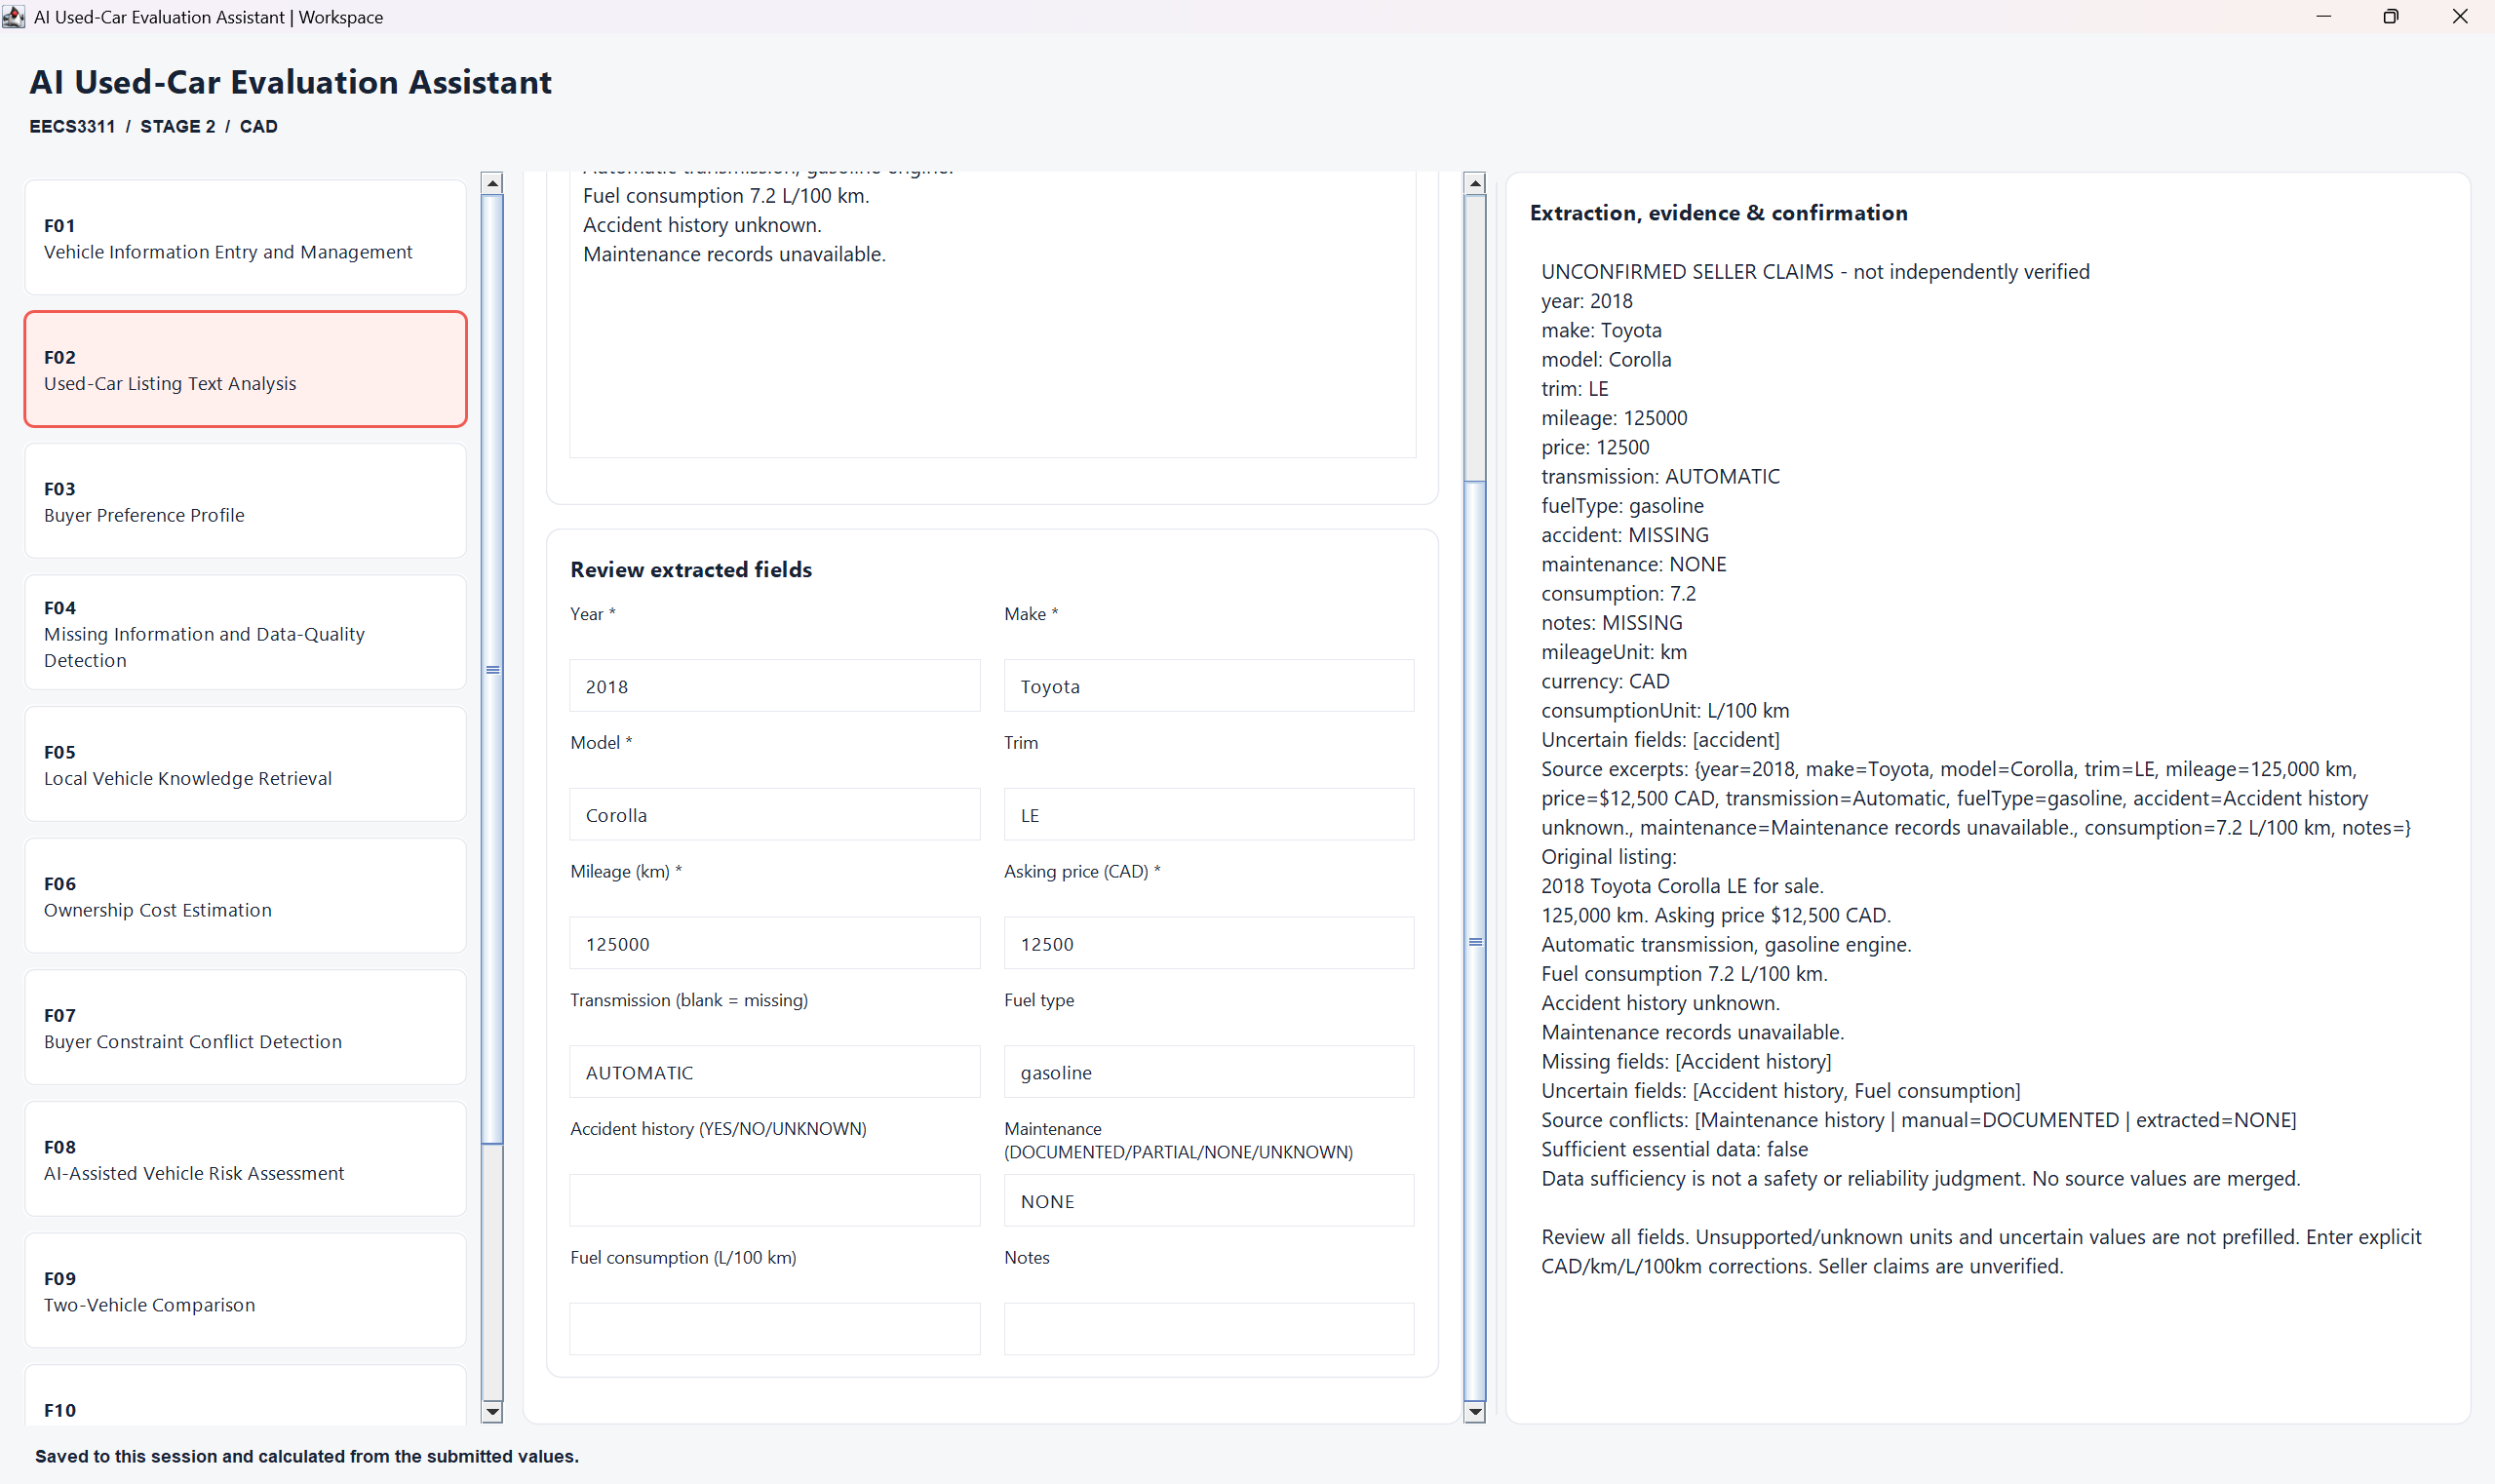 AI Used-Car Evaluation Assistant | Workspace
AI Used-Car Evaluation Assistant
EECS3311 / STAGE 2 / CAD
F01
Vehicle Information Entry and Management
F02
Used-Car Listing Text Analysis
F03
Buyer Preference Profile
F04
Missing Information and Data-Quality
Detection
F05
Local Vehicle Knowledge Retrieval
F06
Ownership Cost Estimation
F07
Buyer Constraint Conflict Detection
F08
AI-Assisted Vehicle Risk Assessment
F09
Two-Vehicle Comparison
F10
Automatic transmission, gasoline engine.
Fuel consumption 7.2 L/100 km.
Accident history unknown.
Maintenance records unavailable.
Review extracted fields
Year *
Make *
2018
Toyota
Model *
Trim
Corolla
LE
Mileage (km) *
Asking price (CAD) *
125000
12500
Transmission (blank = missing)
Fuel type
AUTOMATIC
gasoline
Accident history (YES/NO/UNKNOWN)
Maintenance
(DOCUMENTED/PARTIAL/NONE/UNKNOWN)
NONE
Fuel consumption (L/100 km)
Notes
Extraction, evidence & confirmation
UNCONFIRMED SELLER CLAIMS - not independently verified
year: 2018
make: Toyota
model: Corolla
trim: LE
mileage: 125000
price: 12500
transmission: AUTOMATIC
fuelType: gasoline
accident: MISSING
maintenance: NONE
consumption: 7.2
notes: MISSING
mileageUnit: km
currency: CAD
consumptionUnit: L/100 km
Uncertain fields: [accident]
Source excerpts: {year=2018, make=Toyota, model=Corolla, trim=LE, mileage=125,000 km,
price=$12,500 CAD, transmission=Automatic, fuelType=gasoline, accident=Accident history
unknown., maintenance=Maintenance records unavailable., consumption=7.2 L/100 km, notes=}
Original listing:
2018 Toyota Corolla LE for sale.
125,000 km. Asking price $12,500 CAD.
Automatic transmission, gasoline engine.
Fuel consumption 7.2 L/100 km.
Accident history unknown.
Maintenance records unavailable.
Missing fields: [Accident history]
Uncertain fields: [Accident history, Fuel consumption]
Source conflicts: [Maintenance history | manual=DOCUMENTED | extracted=NONE]
Sufficient essential data: false
Data sufficiency is not a safety or reliability judgment. No source values are merged.
Review all fields. Unsupported/unknown units and uncertain values are not prefilled. Enter explicit
CAD/km/L/100km corrections. Seller claims are unverified.
Saved to this session and calculated from the submitted values.